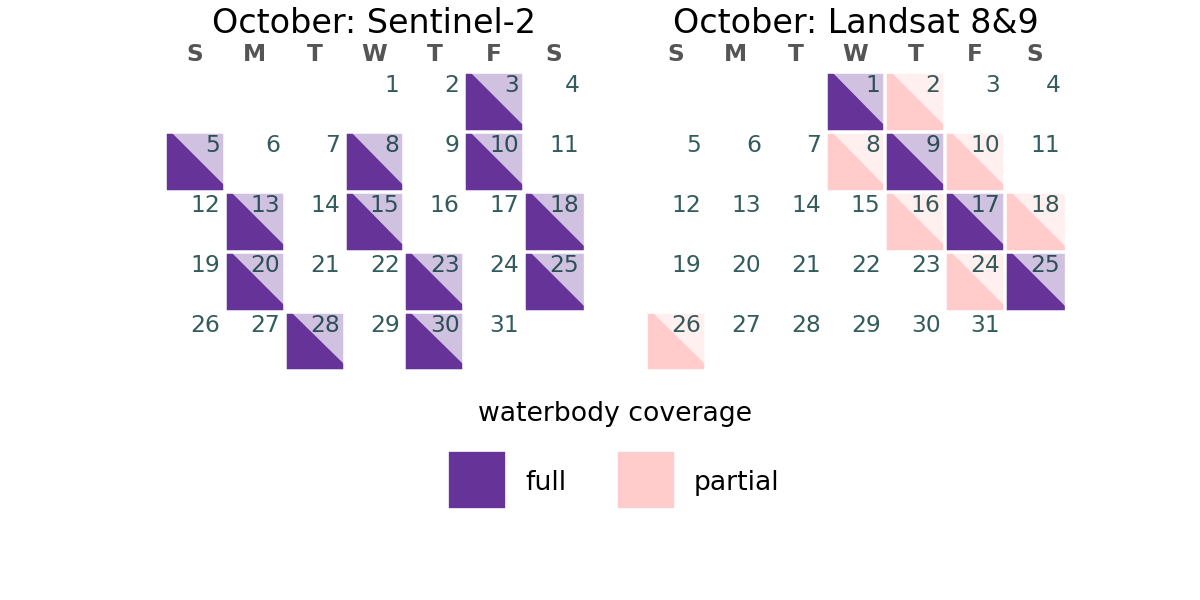 October: Sentinel-2
S M T W T F S
1 2 3 4
5 6 7 8 9 10 11
12 13 14 15 16 17 18
19 20 21 22 23 24 25
26 27 28 29 30 31
October: Landsat 8&9
S M T W T F S
1 2 3 4
5 6 7 8 9 10 11
12 13 14 15 16 17 18
19 20 21 22 23 24 25
26 27 28 29 30 31
waterbody coverage
full partial